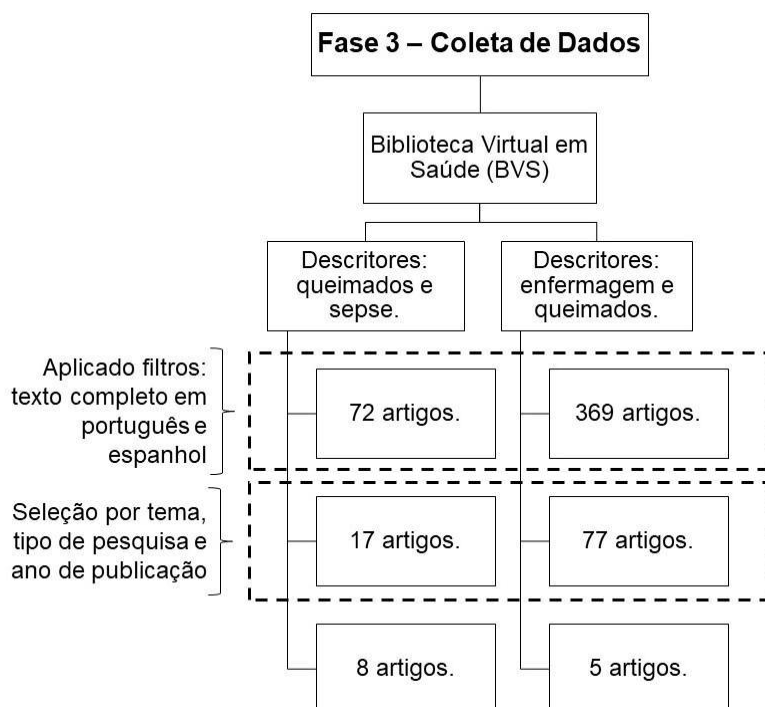 Fase 3 – Coleta de Dados
Biblioteca Virtual em
Saúde (BVS)
Descritores:
queimados e
sepse.
Descritores:
enfermagem e
queimados.
Aplicado filtros:
texto completo em
português e
espanhol
72 artigos.
369 artigos.
Seleção por tema,
tipo de pesquisa e
ano de publicação
17 artigos.
77 artigos.
8 artigos.
5 artigos.